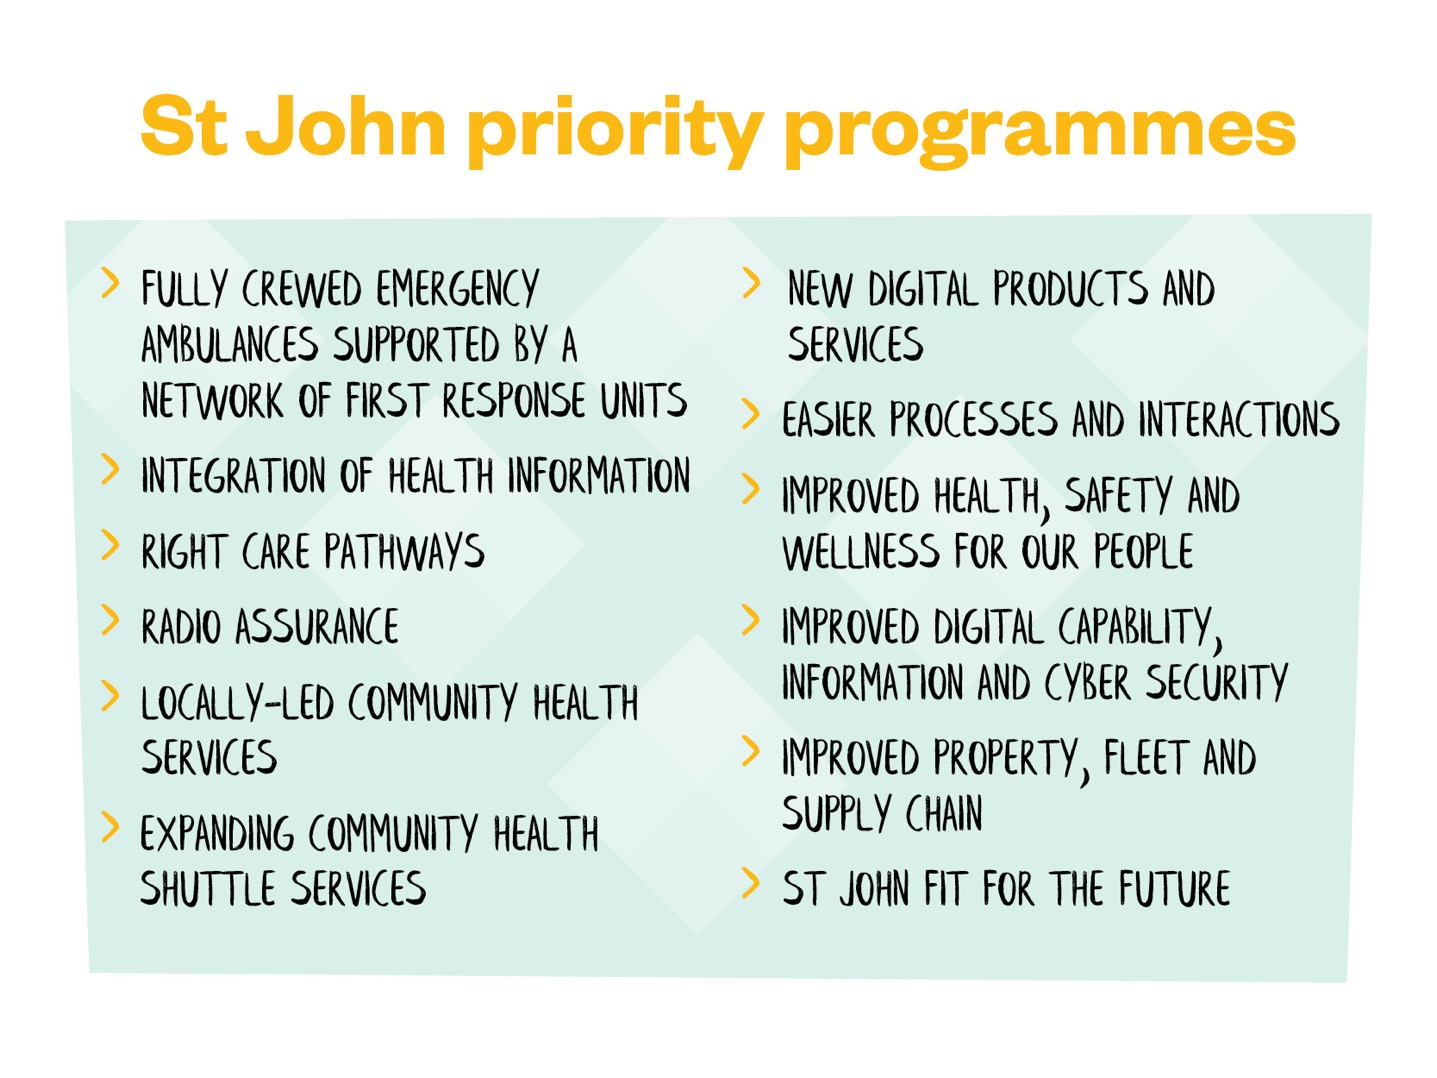 St John priority programmes
FULLY CREWED EMERGENCY
AMBULANCES SUPPORTED BY A
NETWORK OF FIRST RESPONSE UNITS
INTEGRATION OF HEALTH INFORMATION
RIGHT CARE PATHWAYS
RADIO ASSURANCE
LOCALLY-LED COMMUNITY HEALTH
SERVICES
EXPANDING COMMUNITY HEALTH
SHUTTLE SERVICES
NEW DIGITAL PRODUCTS AND
SERVICES
EASIER PROCESSES AND INTERACTIONS
IMPROVED HEALTH, SAFETY AND
WELLNESS FOR OUR PEOPLE
IMPROVED DIGITAL CAPABILITY,
INFORMATION AND CYBER SECURITY
IMPROVED PROPERTY, FLEET AND
SUPPLY CHAIN
ST JOHN FIT FOR THE FUTURE